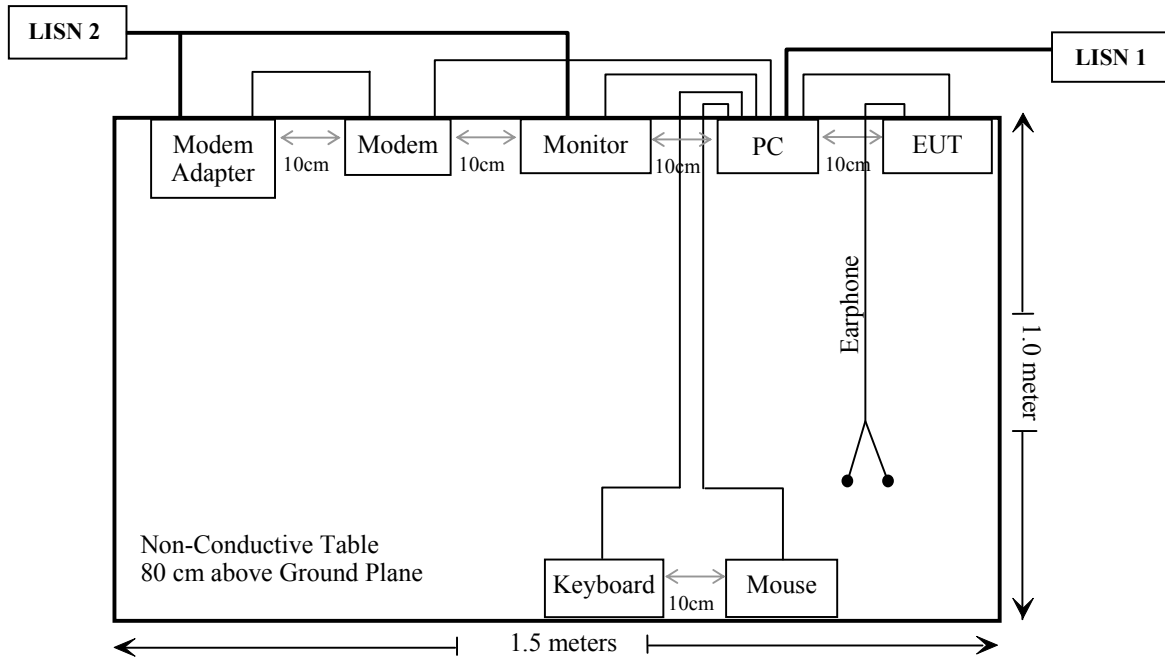 LISN 2
LISN 1
Modem
Adapter
10cm
Modem
10cm
Monitor
10cm
PC
10cm
EUT
Earphone
1.0 meter
Non-Conductive Table
80 cm above Ground Plane
Keyboard
10cm
Mouse
1.5 meters